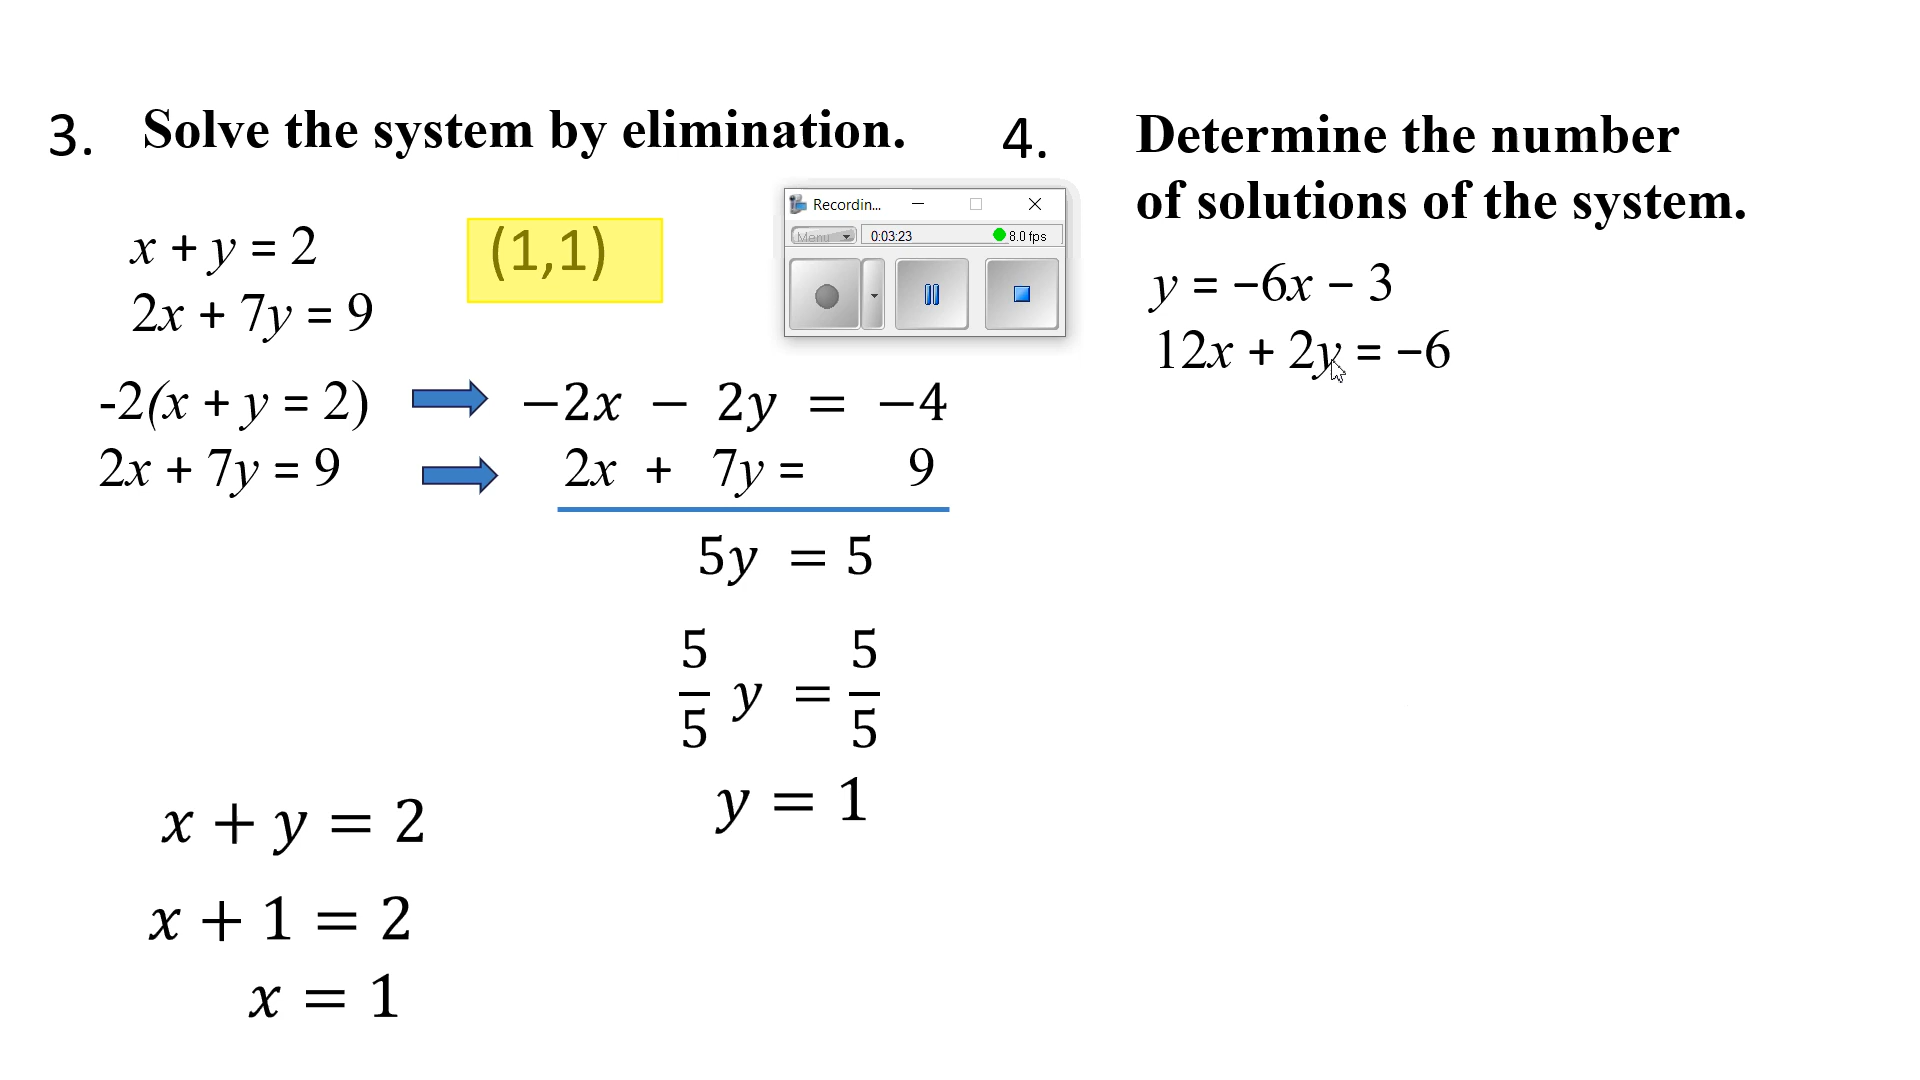 3. Solve the system by elimination.
x + y = 2
2x + 7y = 9
(1,1)
-2(x + y = 2)
2x + 7y = 9
−2x − 2y = −4
2x + 7y = 9
5y = 5
5/5 y = 5/5
y = 1
x + y = 2
x + 1 = 2
x = 1
Recordin...
Menu
0:03:23
8.0 fps
4. Determine the number
of solutions of the system.
y = −6x − 3
12x + 2y = −6